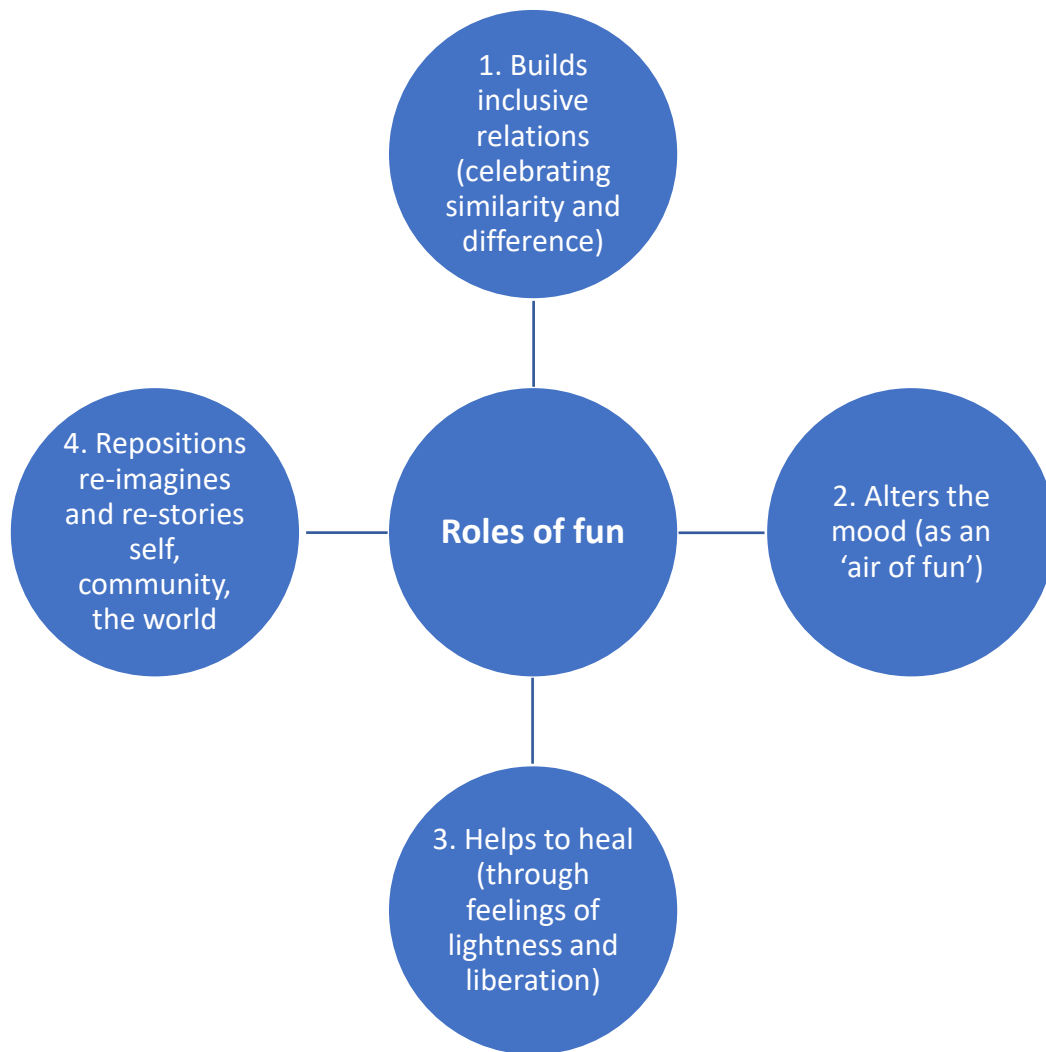 1. Builds
inclusive
relations
(celebrating
similarity and
difference)
4. Repositions
re-imagines
and re-stories
self,
community,
the world
Roles of fun
2. Alters the
mood (as an
‘air of fun’)
3. Helps to heal
(through
feelings of
lightness and
liberation)